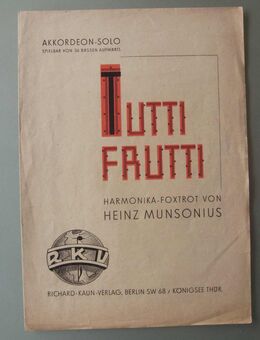 AKKORDEON-SOLO
SPIELBAR VON 24 BÄSSEN AUFWÄRTS
TUTTI
FRUTTI
HARMONIKA-FOXTROT VON
HEINZ MUNSONIUS
RKV
RICHARD-KAUN-VERLAG, BERLIN SW 68 / KÖNIGSEE THÜR.